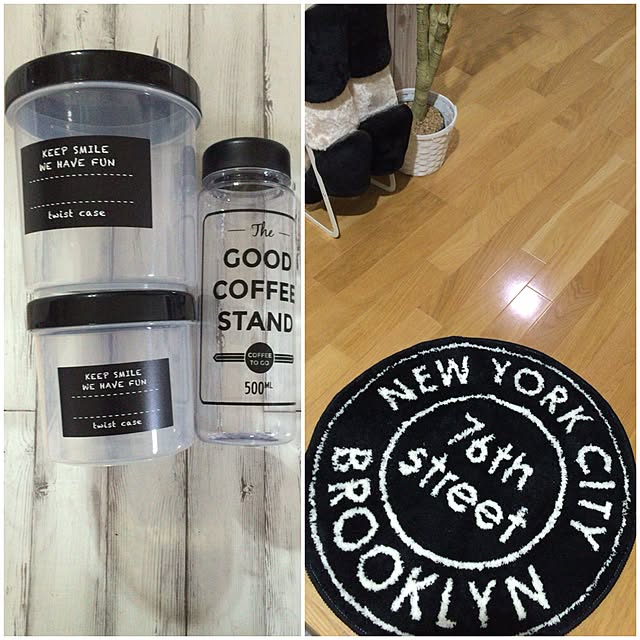 KEEP SMILE
WE HAVE FUN
twist case
KEEP SMILE
WE HAVE FUN
twist case
The
GOOD
COFFEE
STAND
COFFEE
TO GO
500ML
NEW YORK CITY
76th
street
BROOKLYN